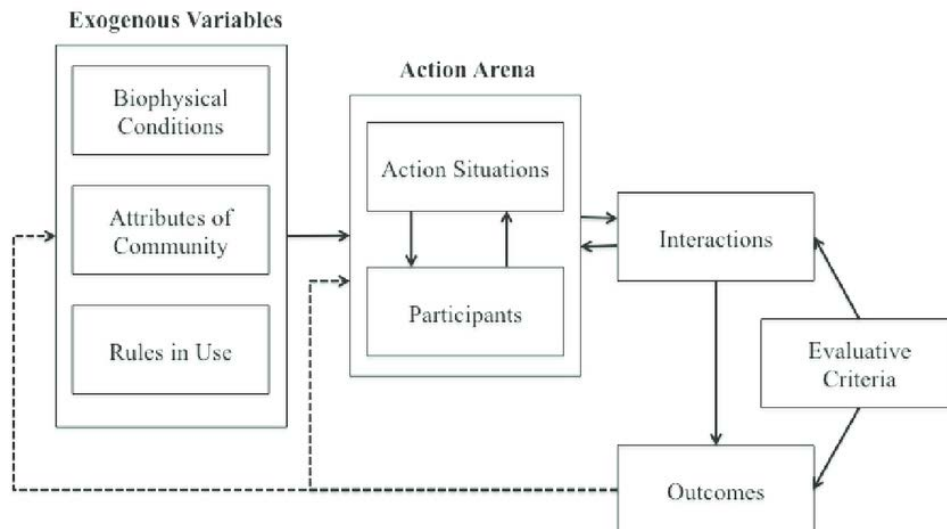 Exogenous Variables
Biophysical
Conditions
Attributes of
Community
Rules in Use
Action Arena
Action Situations
Participants
Interactions
Evaluative
Criteria
Outcomes